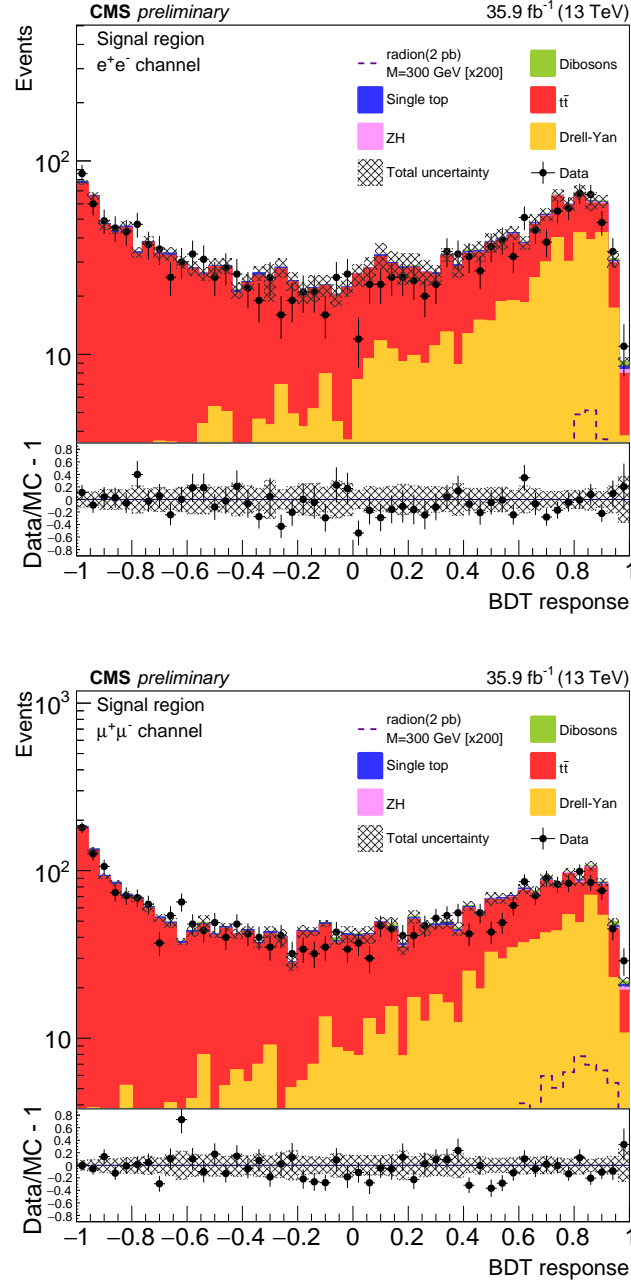 CMS preliminary 35.9 fb⁻¹ (13 TeV)
Events
Signal region
e⁺e⁻ channel
radion(2 pb)
M=300 GeV [x200]
Dibosons
Single top
tt̄
ZH
Drell-Yan
Total uncertainty
Data
10²
10
Data/MC - 1
0.8
0.6
0.4
0.2
0
−0.2
−0.4
−0.6
−0.8
−1 −0.8 −0.6 −0.4 −0.2 0 0.2 0.4 0.6 0.8 1
BDT response
CMS preliminary 35.9 fb⁻¹ (13 TeV)
Events
10³
Signal region
μ⁺μ⁻ channel
radion(2 pb)
M=300 GeV [x200]
Dibosons
Single top
tt̄
ZH
Drell-Yan
Total uncertainty
Data
10²
10
Data/MC - 1
0.8
0.6
0.4
0.2
0
−0.2
−0.4
−0.6
−0.8
−1 −0.8 −0.6 −0.4 −0.2 0 0.2 0.4 0.6 0.8 1
BDT response